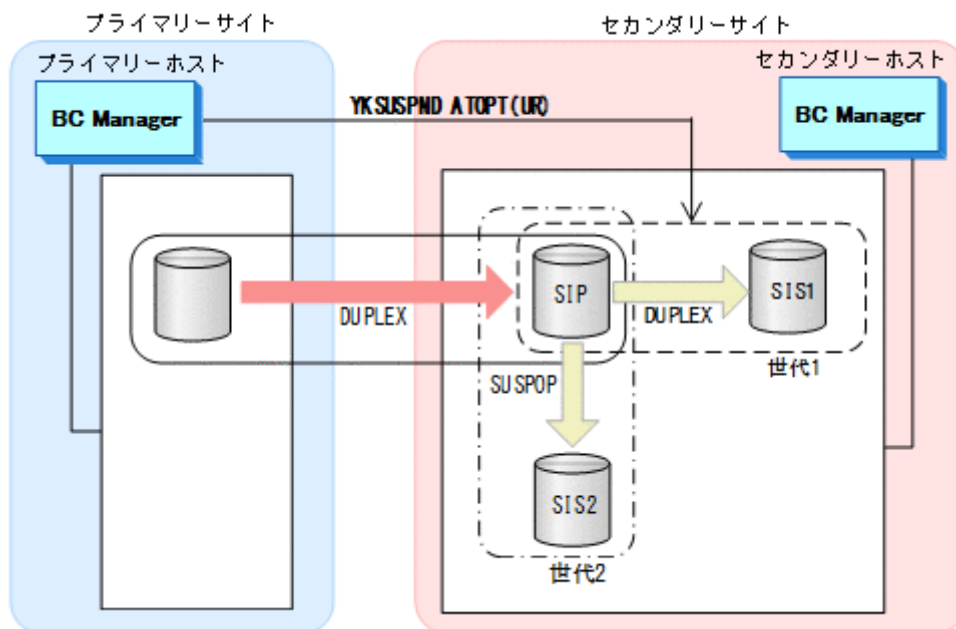 プライマリーサイト
セカンダリーサイト
プライマリーホスト
セカンダリーホスト
BC Manager
YKSUSPND ATOPT(UR)
BC Manager
SIP
SIS1
DUPLEX
DUPLEX
世代1
SUSPOP
SIS2
世代2